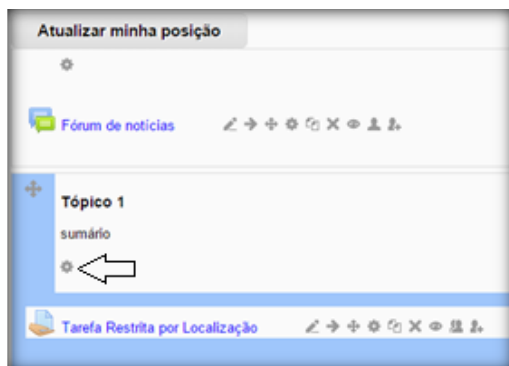 Atualizar minha posição
Fórum de notícias
Tópico 1
sumário
Tarefa Restrita por Localização